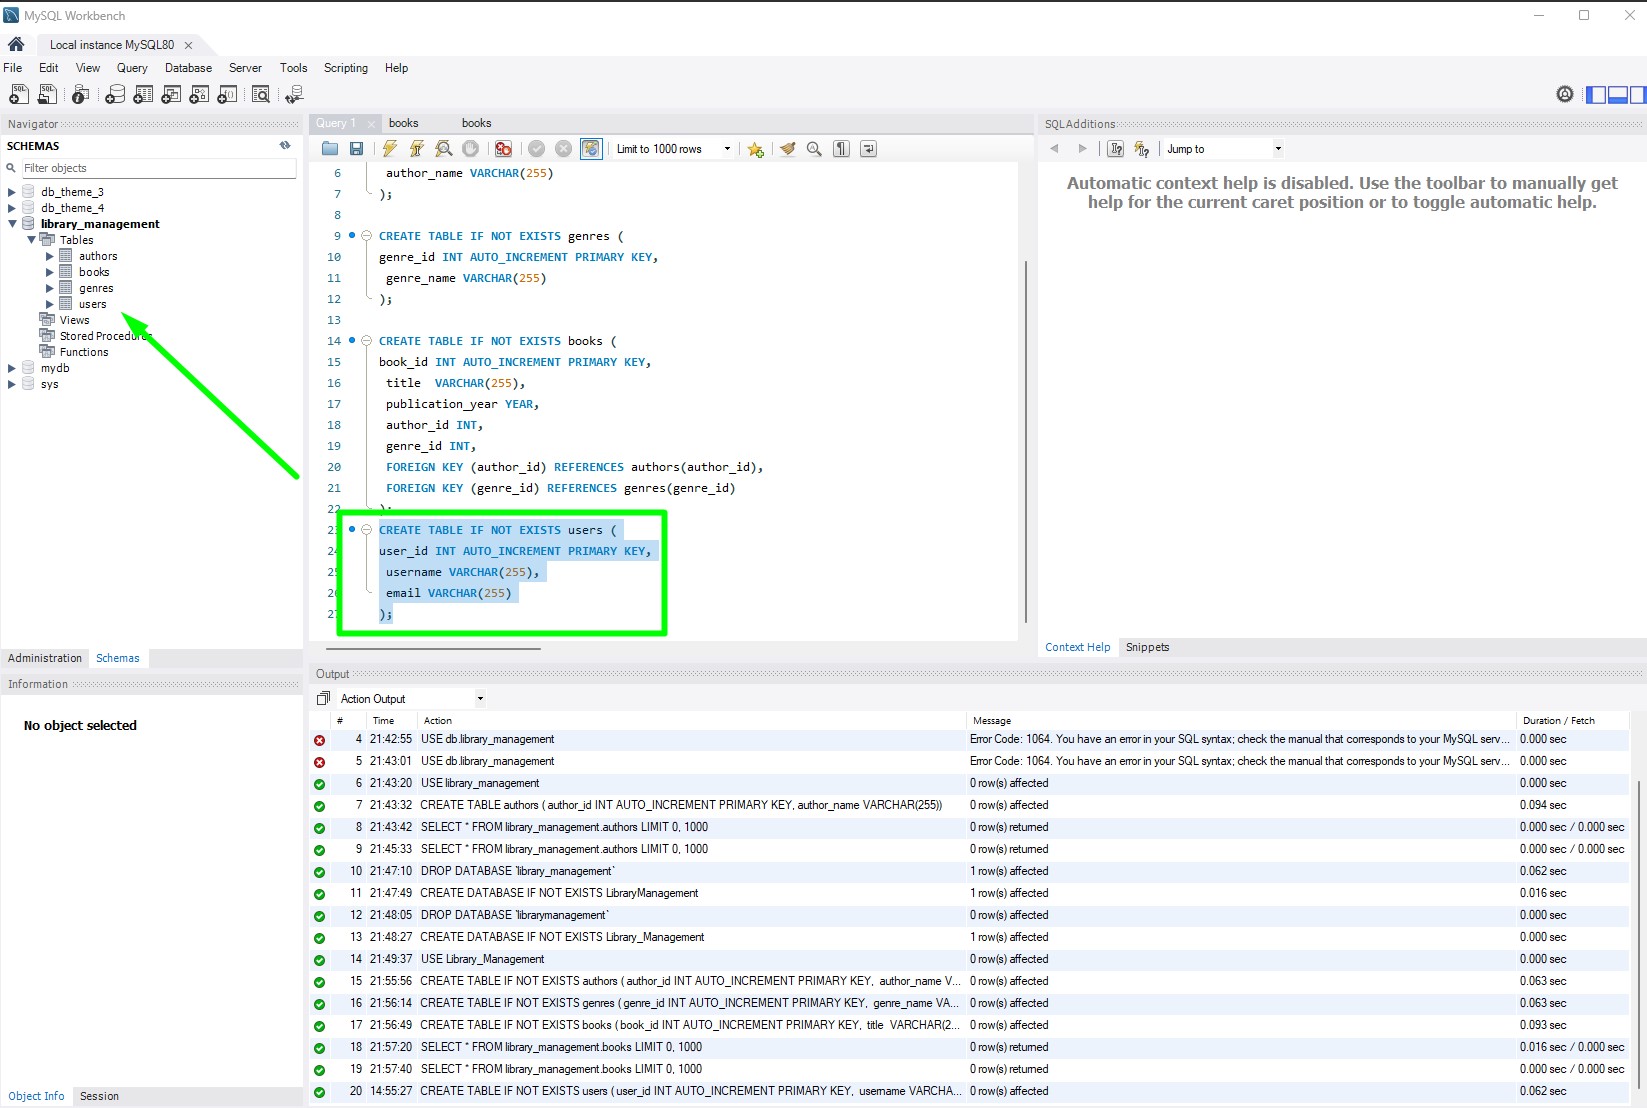 MySQL Workbench
Local instance MySQL80
File Edit View Query Database Server Tools Scripting Help
Navigator
SCHEMAS
Filter objects
db_theme_3
db_theme_4
library_management
Tables
authors
books
genres
users
Views
Stored Procedures
Functions
mydb
sys
Administration Schemas
Information
No object selected
Object Info Session
Query 1 books books
Limit to 1000 rows
6 author_name VARCHAR(255)
7 );
8
9 CREATE TABLE IF NOT EXISTS genres (
10 genre_id INT AUTO_INCREMENT PRIMARY KEY,
11 genre_name VARCHAR(255)
12 );
13
14 CREATE TABLE IF NOT EXISTS books (
15 book_id INT AUTO_INCREMENT PRIMARY KEY,
16 title VARCHAR(255),
17 publication_year YEAR,
18 author_id INT,
19 genre_id INT,
20 FOREIGN KEY (author_id) REFERENCES authors(author_id),
21 FOREIGN KEY (genre_id) REFERENCES genres(genre_id)
22 );
23 CREATE TABLE IF NOT EXISTS users (
24 user_id INT AUTO_INCREMENT PRIMARY KEY,
25 username VARCHAR(255),
26 email VARCHAR(255)
27 );
SQLAdditions
Jump to
Automatic context help is disabled. Use the toolbar to manually get
help for the current caret position or to toggle automatic help.
Context Help Snippets
Output
Action Output
# Time Action Message Duration / Fetch
4 21:42:55 USE db.library_management Error Code: 1064. You have an error in your SQL syntax; check the manual that corresponds to your MySQL serv... 0.000 sec
5 21:43:01 USE db.library_management Error Code: 1064. You have an error in your SQL syntax; check the manual that corresponds to your MySQL serv... 0.000 sec
6 21:43:20 USE library_management 0 row(s) affected 0.000 sec
7 21:43:32 CREATE TABLE authors ( author_id INT AUTO_INCREMENT PRIMARY KEY, author_name VARCHAR(255)) 0 row(s) affected 0.094 sec
8 21:43:42 SELECT * FROM library_management.authors LIMIT 0, 1000 0 row(s) returned 0.000 sec / 0.000 sec
9 21:45:33 SELECT * FROM library_management.authors LIMIT 0, 1000 0 row(s) returned 0.000 sec / 0.000 sec
10 21:47:10 DROP DATABASE `library_management` 1 row(s) affected 0.062 sec
11 21:47:49 CREATE DATABASE IF NOT EXISTS LibraryManagement 1 row(s) affected 0.016 sec
12 21:48:05 DROP DATABASE `librarymanagement` 0 row(s) affected 0.000 sec
13 21:48:27 CREATE DATABASE IF NOT EXISTS Library_Management 1 row(s) affected 0.000 sec
14 21:49:37 USE Library_Management 0 row(s) affected 0.000 sec
15 21:55:56 CREATE TABLE IF NOT EXISTS authors ( author_id INT AUTO_INCREMENT PRIMARY KEY, author_name V... 0 row(s) affected 0.063 sec
16 21:56:14 CREATE TABLE IF NOT EXISTS genres ( genre_id INT AUTO_INCREMENT PRIMARY KEY, genre_name VA... 0 row(s) affected 0.063 sec
17 21:56:49 CREATE TABLE IF NOT EXISTS books ( book_id INT AUTO_INCREMENT PRIMARY KEY, title VARCHAR(2... 0 row(s) affected 0.093 sec
18 21:57:20 SELECT * FROM library_management.books LIMIT 0, 1000 0 row(s) returned 0.016 sec / 0.000 sec
19 21:57:40 SELECT * FROM library_management.books LIMIT 0, 1000 0 row(s) returned 0.000 sec / 0.000 sec
20 14:55:27 CREATE TABLE IF NOT EXISTS users ( user_id INT AUTO_INCREMENT PRIMARY KEY, username VARCHA... 0 row(s) affected 0.062 sec